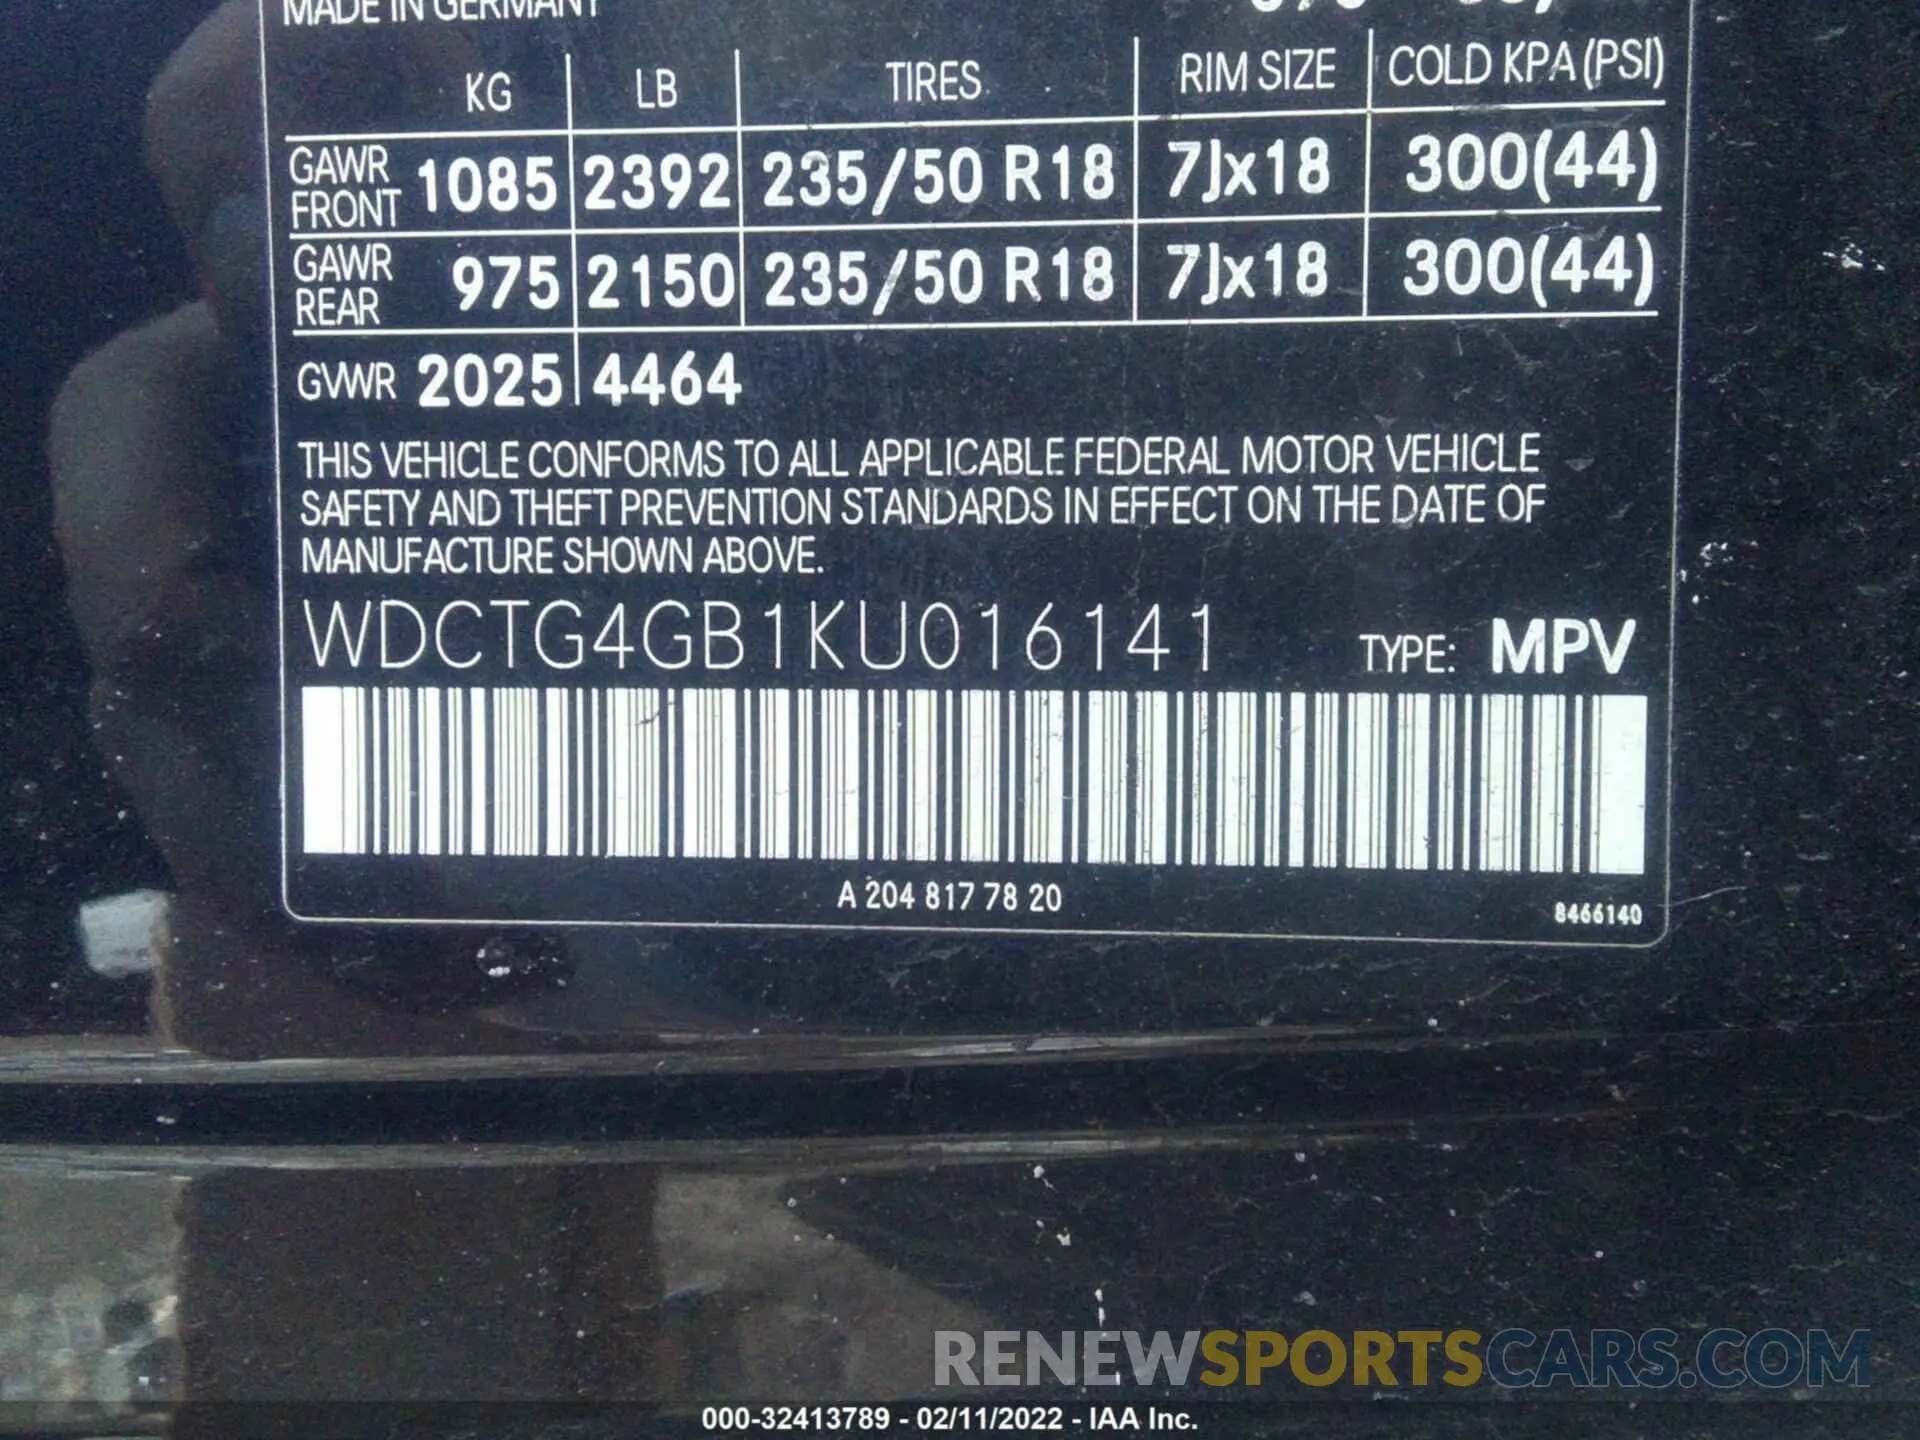 MADE IN GERMANY
KG LB TIRES RIM SIZE COLD KPA (PSI)
GAWR FRONT 1085 2392 235/50 R18 7Jx18 300(44)
GAWR REAR 975 2150 235/50 R18 7Jx18 300(44)
GVWR 2025 4464
THIS VEHICLE CONFORMS TO ALL APPLICABLE FEDERAL MOTOR VEHICLE
SAFETY AND THEFT PREVENTION STANDARDS IN EFFECT ON THE DATE OF
MANUFACTURE SHOWN ABOVE.
WDCTG4GB1KU016141 TYPE: MPV
A 204 817 78 20
8466140
RENEWSPORTSCARS.COM
000-32413789 - 02/11/2022 - IAA Inc.